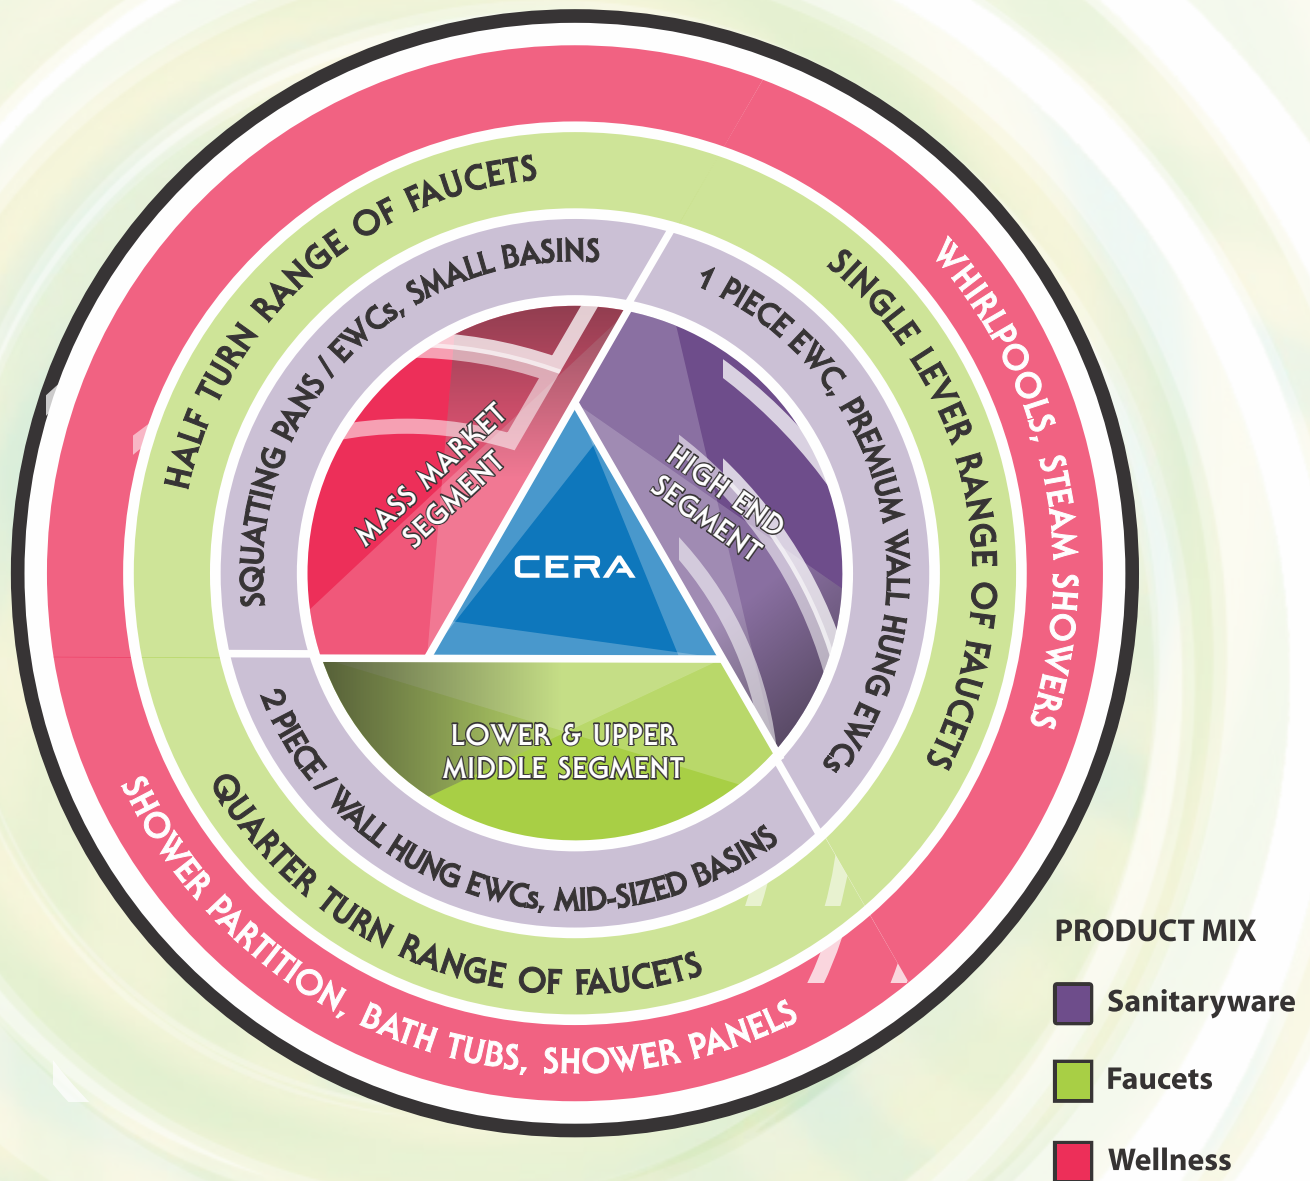 HALF TURN RANGE OF FAUCETS
SQUATTING PANS / EWCs, SMALL BASINS
MASS MARKET
SEGMENT
WHIRLPOOLS, STEAM SHOWERS
SINGLE LEVER RANGE OF FAUCETS
1 PIECE EWC, PREMIUM WALL HUNG EWCs
HIGH END
SEGMENT
CERA
LOWER & UPPER
MIDDLE SEGMENT
2 PIECE / WALL HUNG EWCs, MID-SIZED BASINS
QUARTER TURN RANGE OF FAUCETS
SHOWER PARTITION, BATH TUBS, SHOWER PANELS
PRODUCT MIX
Sanitaryware
Faucets
Wellness